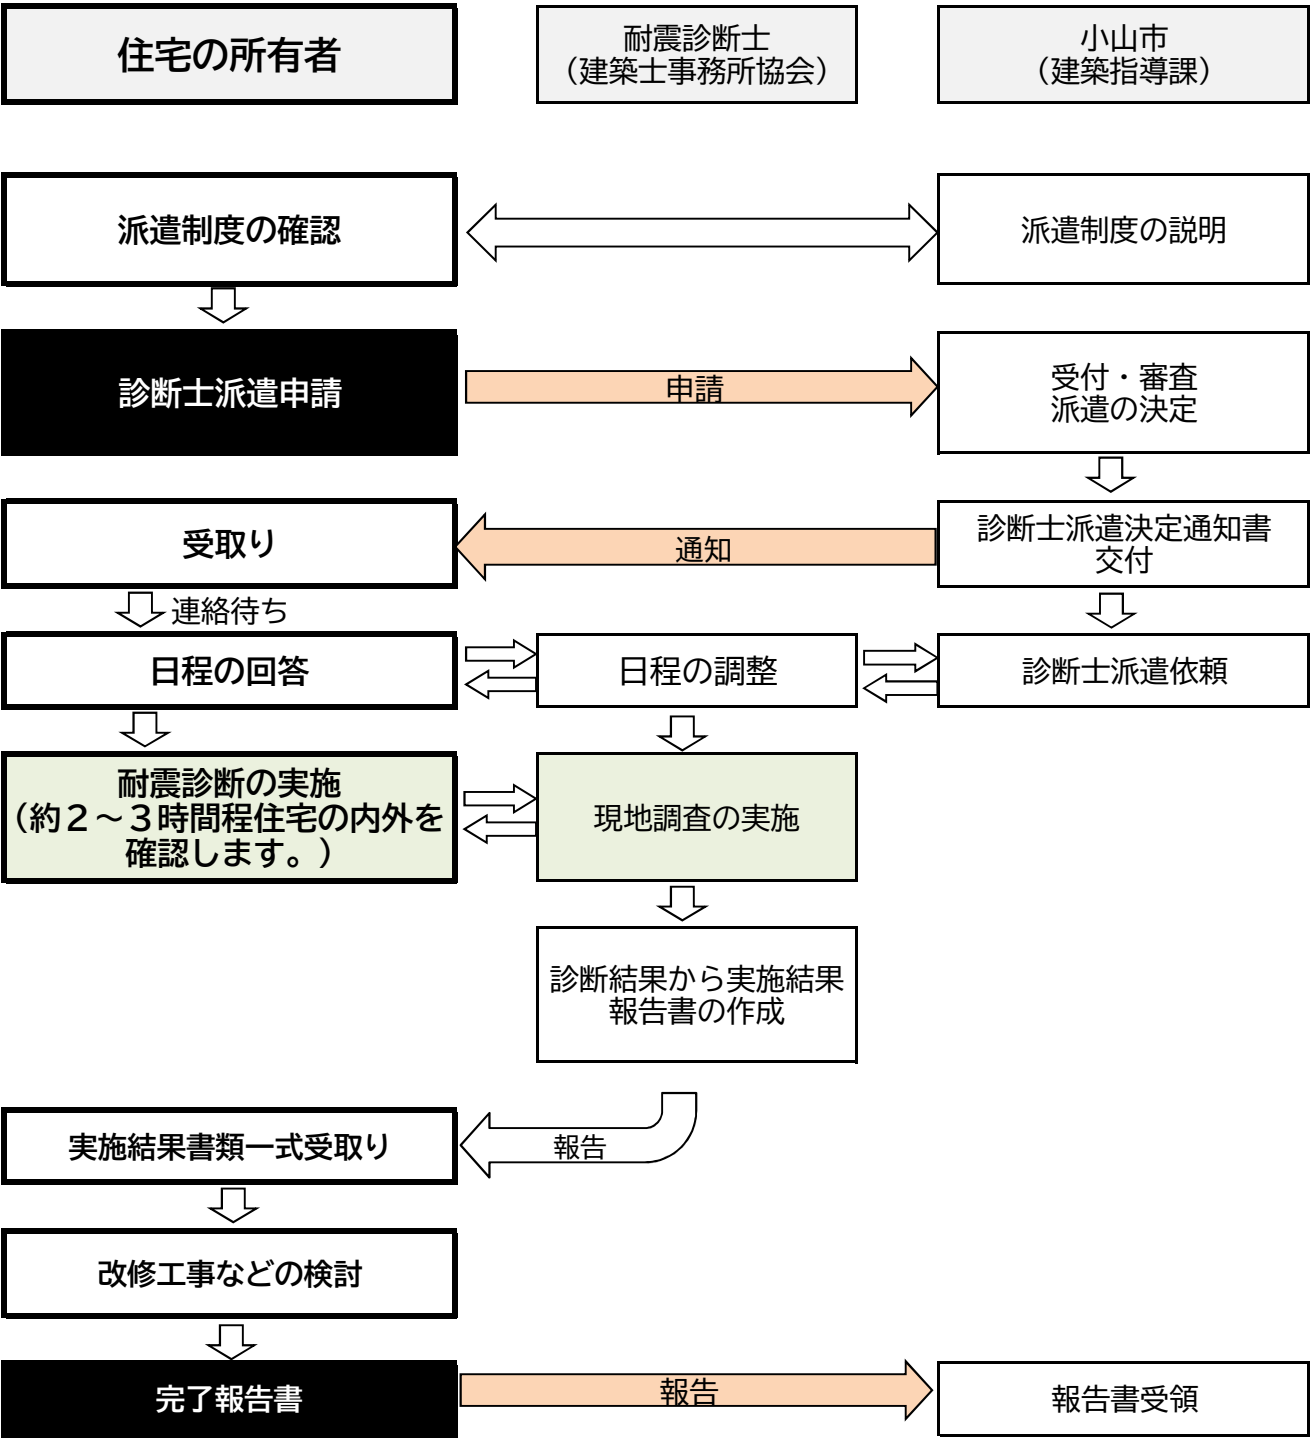 住宅の所有者
耐震診断士
（建築士事務所協会）
小山市
（建築指導課）
派遣制度の確認
派遣制度の説明
診断士派遣申請
申請
受付・審査
派遣の決定
受取り
通知
診断士派遣決定通知書
交付
連絡待ち
日程の回答
日程の調整
診断士派遣依頼
耐震診断の実施
（約２～３時間程住宅の内外を
確認します。）
現地調査の実施
診断結果から実施結果
報告書の作成
実施結果書類一式受取り
報告
改修工事などの検討
完了報告書
報告
報告書受領